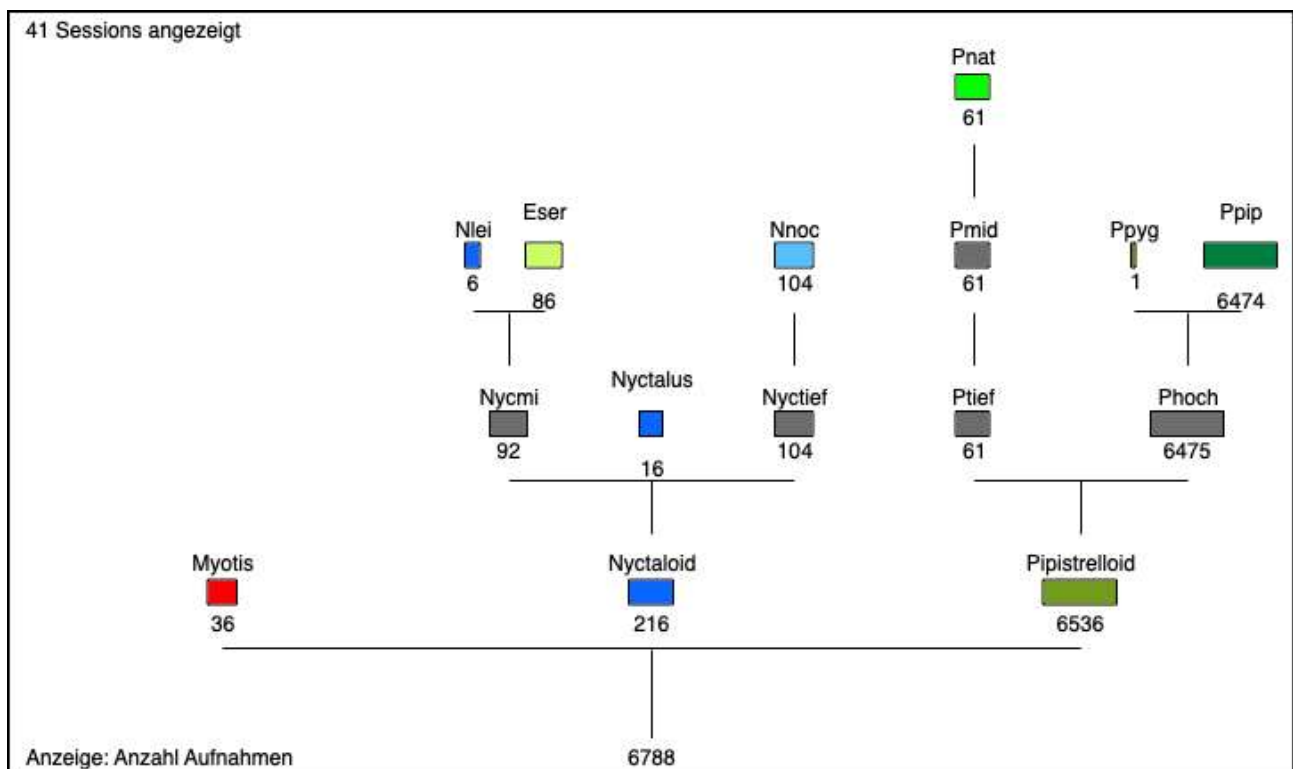 41 Sessions angezeigt
Pnat
61
Nlei
Eser
Nnoc
Pmid
Ppyg
Ppip
6
86
104
61
1
6474
Nycmi
Nyctalus
Nyctief
Ptief
Phoch
92
16
104
61
6475
Myotis
Nyctaloid
Pipistrelloid
36
216
6536
Anzeige: Anzahl Aufnahmen
6788